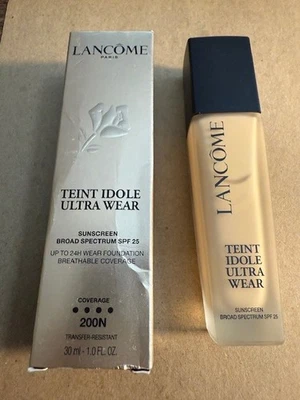 LANCÔME
PARIS
TEINT IDOLE
ULTRA WEAR
SUNSCREEN
BROAD SPECTRUM SPF 25
UP TO 24H WEAR FOUNDATION
BREATHABLE COVERAGE
COVERAGE
200N
TRANSFER-RESISTANT
30 ml - 1.0 FL. OZ.
LANCÔME
TEINT
IDOLE
ULTRA
WEAR
SUNSCREEN
BROAD SPECTRUM SPF 25